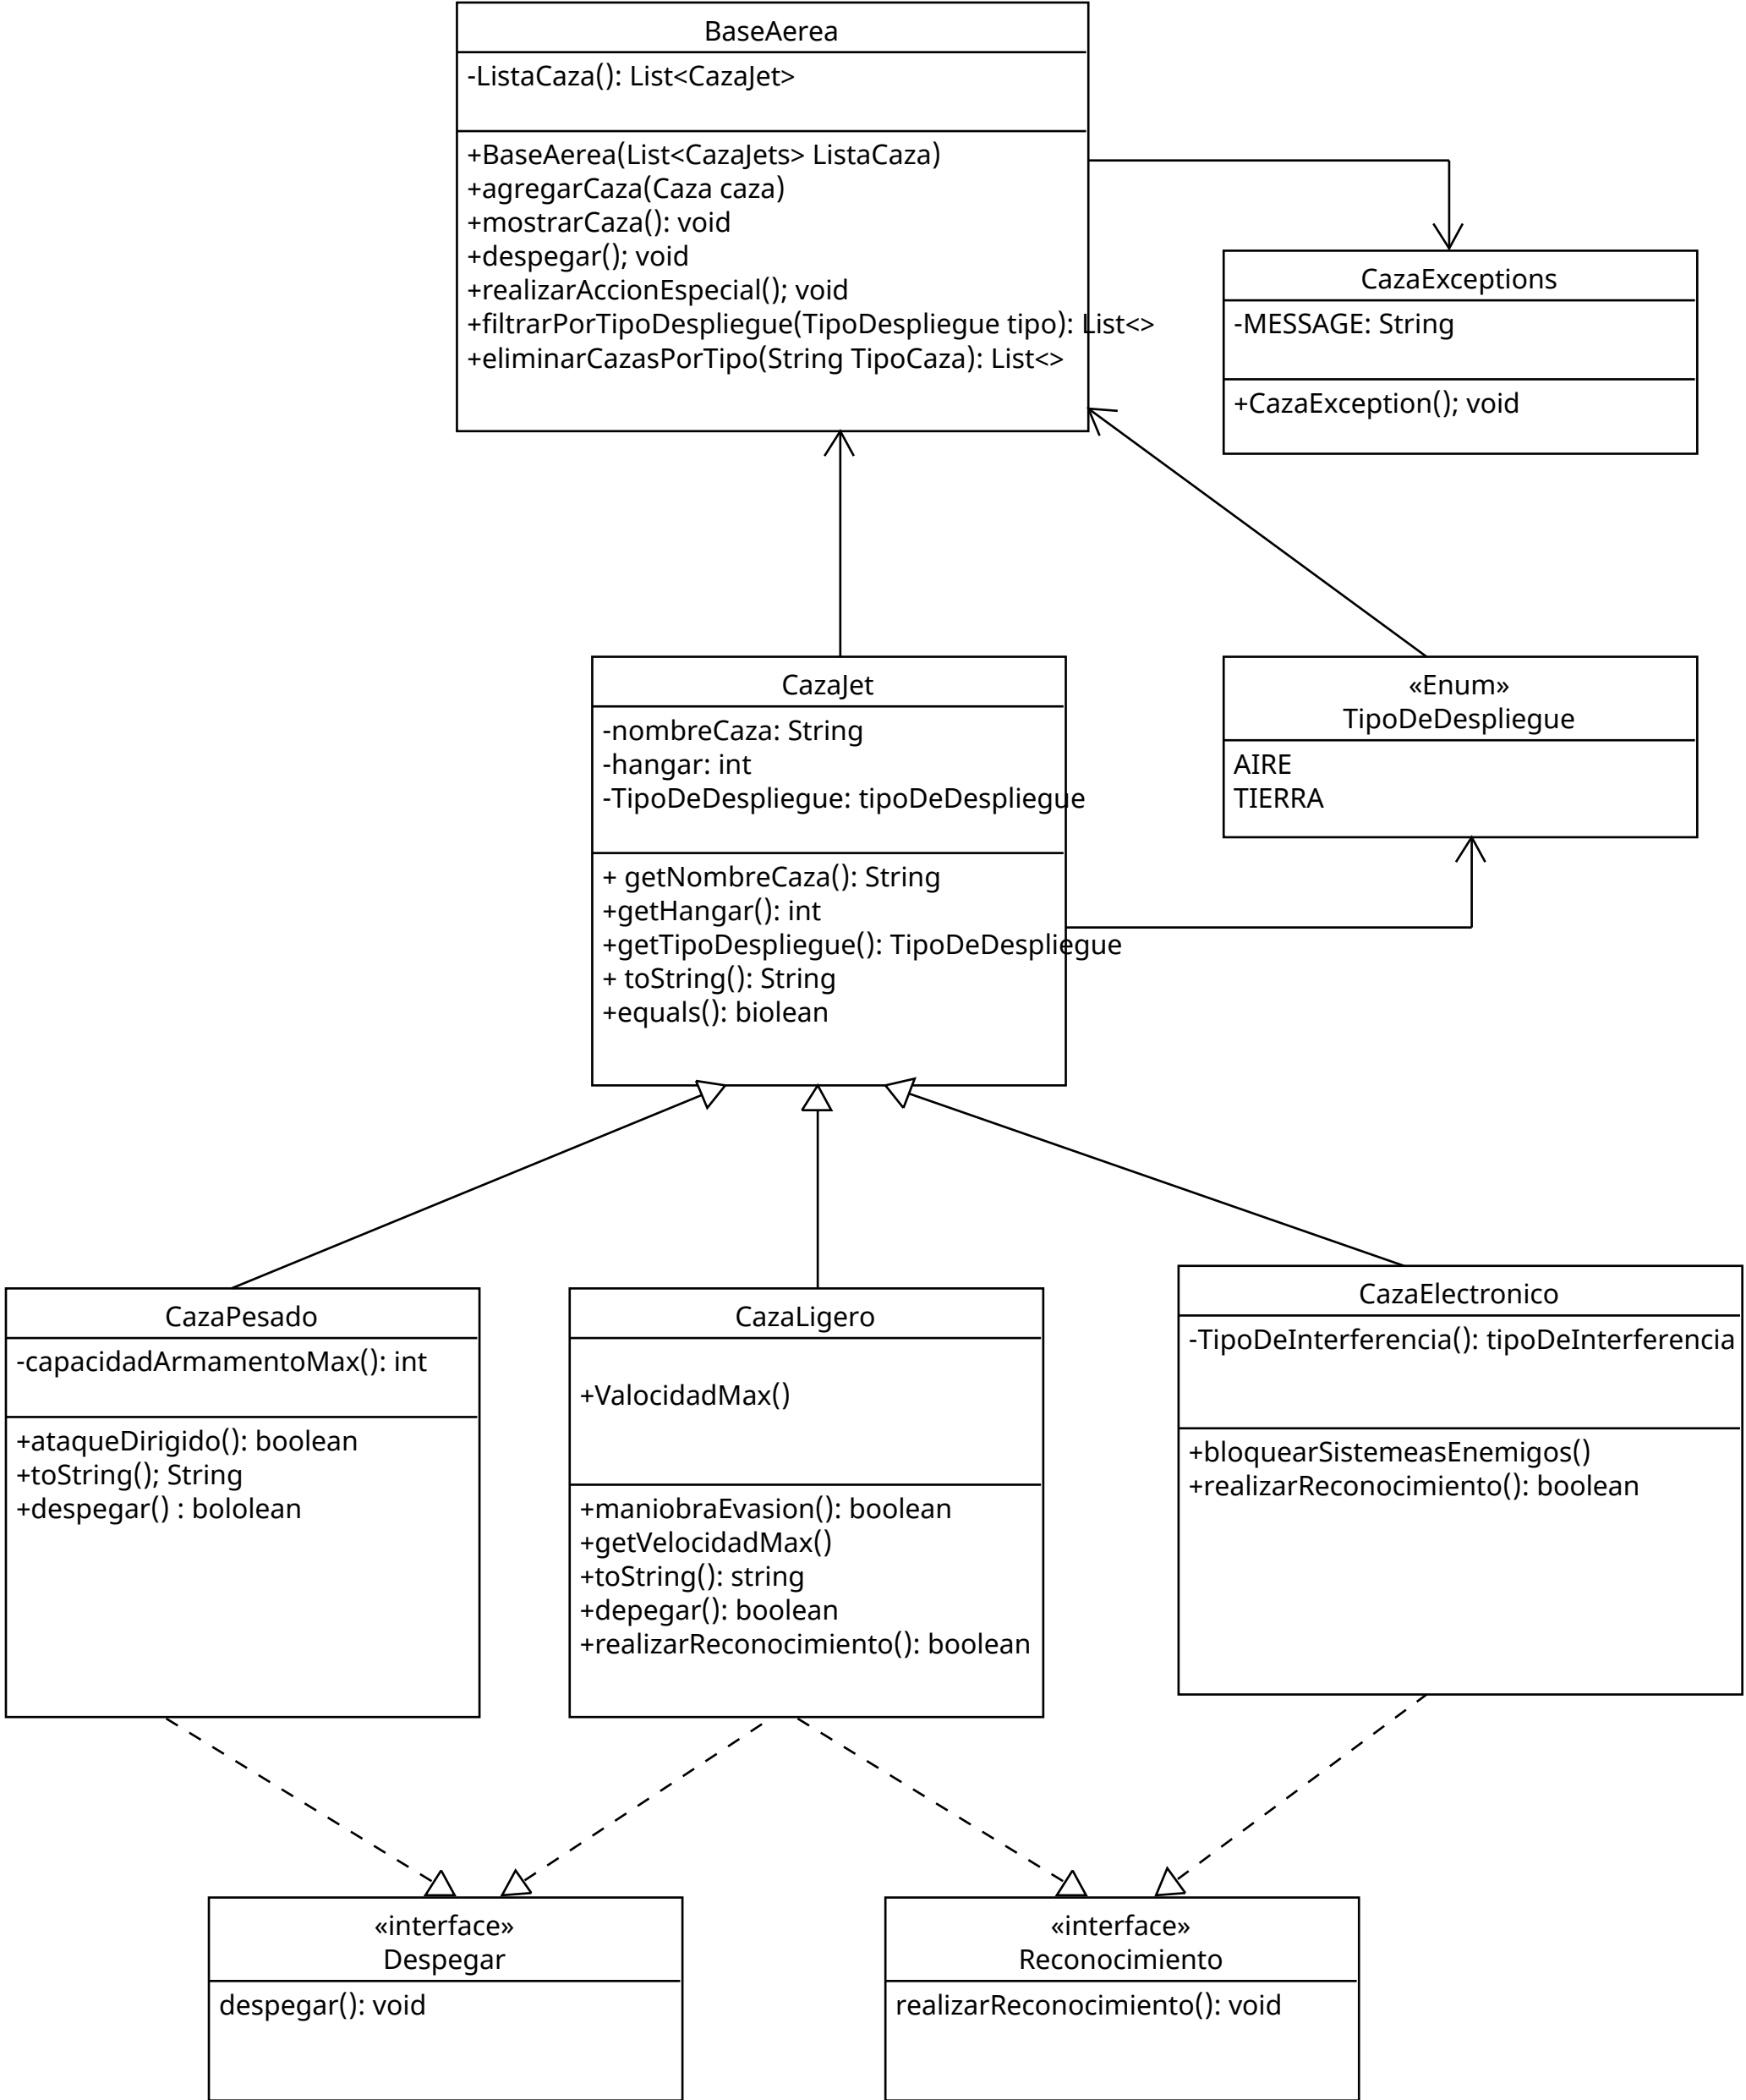 BaseAerea
-ListaCaza(): List<CazaJet>
+BaseAerea(List<CazaJets> ListaCaza)
+agregarCaza(Caza caza)
+mostrarCaza(): void
+despegar(); void
+realizarAccionEspecial(); void
+filtrarPorTipoDespliegue(TipoDespliegue tipo): List<>
+eliminarCazasPorTipo(String TipoCaza): List<>
CazaExceptions
-MESSAGE: String
+CazaException(); void
CazaJet
-nombreCaza: String
-hangar: int
-TipoDeDespliegue: tipoDeDespliegue
+ getNombreCaza(): String
+getHangar(): int
+getTipoDespliegue(): TipoDeDespliegue
+ toString(): String
+equals(): biolean
«Enum»
TipoDeDespliegue
AIRE
TIERRA
CazaPesado
-capacidadArmamentoMax(): int
+ataqueDirigido(): boolean
+toString(); String
+despegar() : bololean
CazaLigero
+ValocidadMax()
+maniobraEvasion(): boolean
+getVelocidadMax()
+toString(): string
+depegar(): boolean
+realizarReconocimiento(): boolean
CazaElectronico
-TipoDeInterferencia(): tipoDeInterferencia
+bloquearSistemeasEnemigos()
+realizarReconocimiento(): boolean
«interface»
Despegar
despegar(): void
«interface»
Reconocimiento
realizarReconocimiento(): void